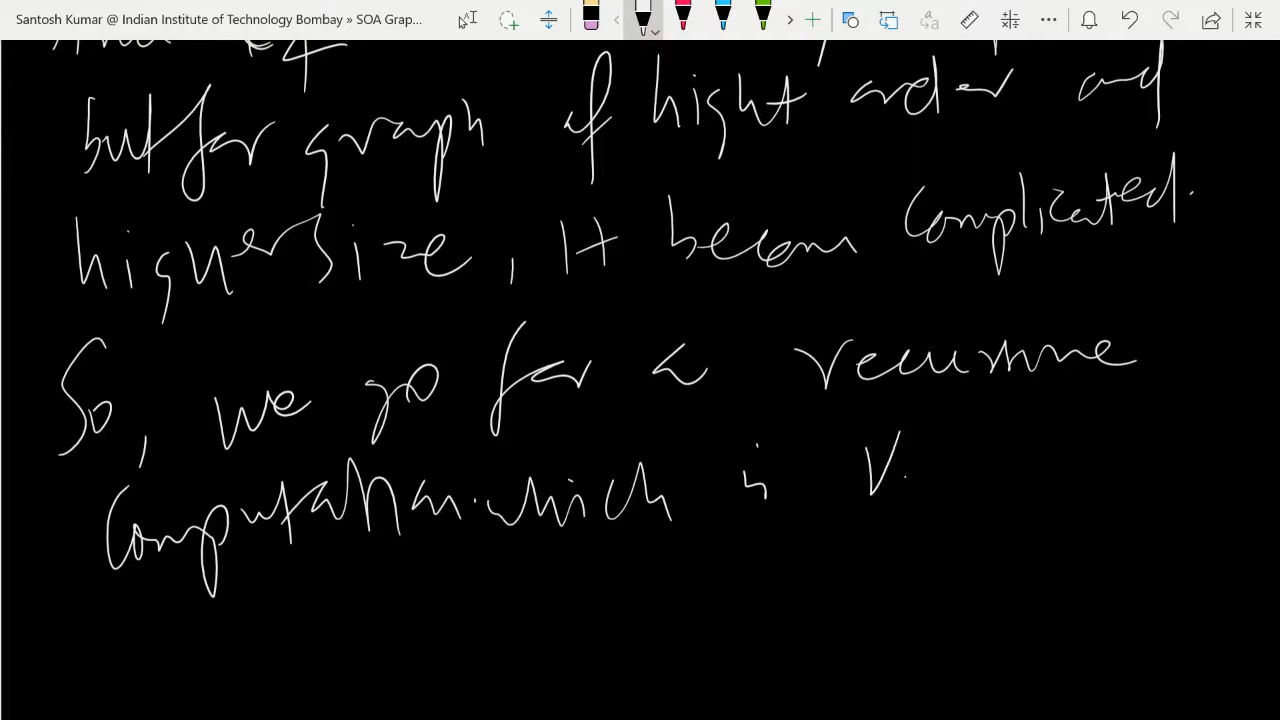 Santosh Kumar @ Indian Institute of Technology Bombay » SOA Grap...
but for graph of hight order and
higher size, It becom complicated.
So, we go for a recursive
computation. which is V